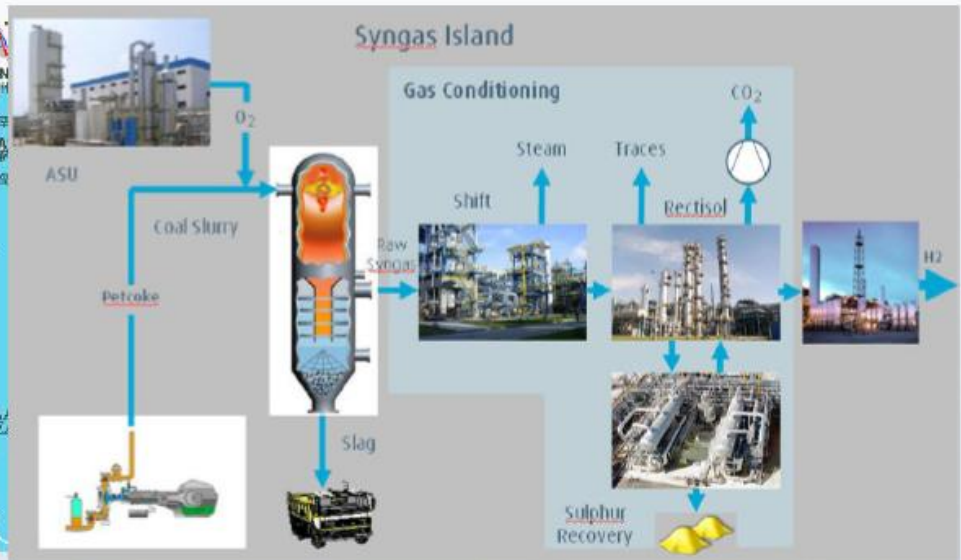 Syngas Island
Gas Conditioning
CO2
O2
Steam
Traces
ASU
Shift
Rectisol
Coal Slurry
Raw
Syngas
H2
Petcoke
Slag
Sulphur
Recovery